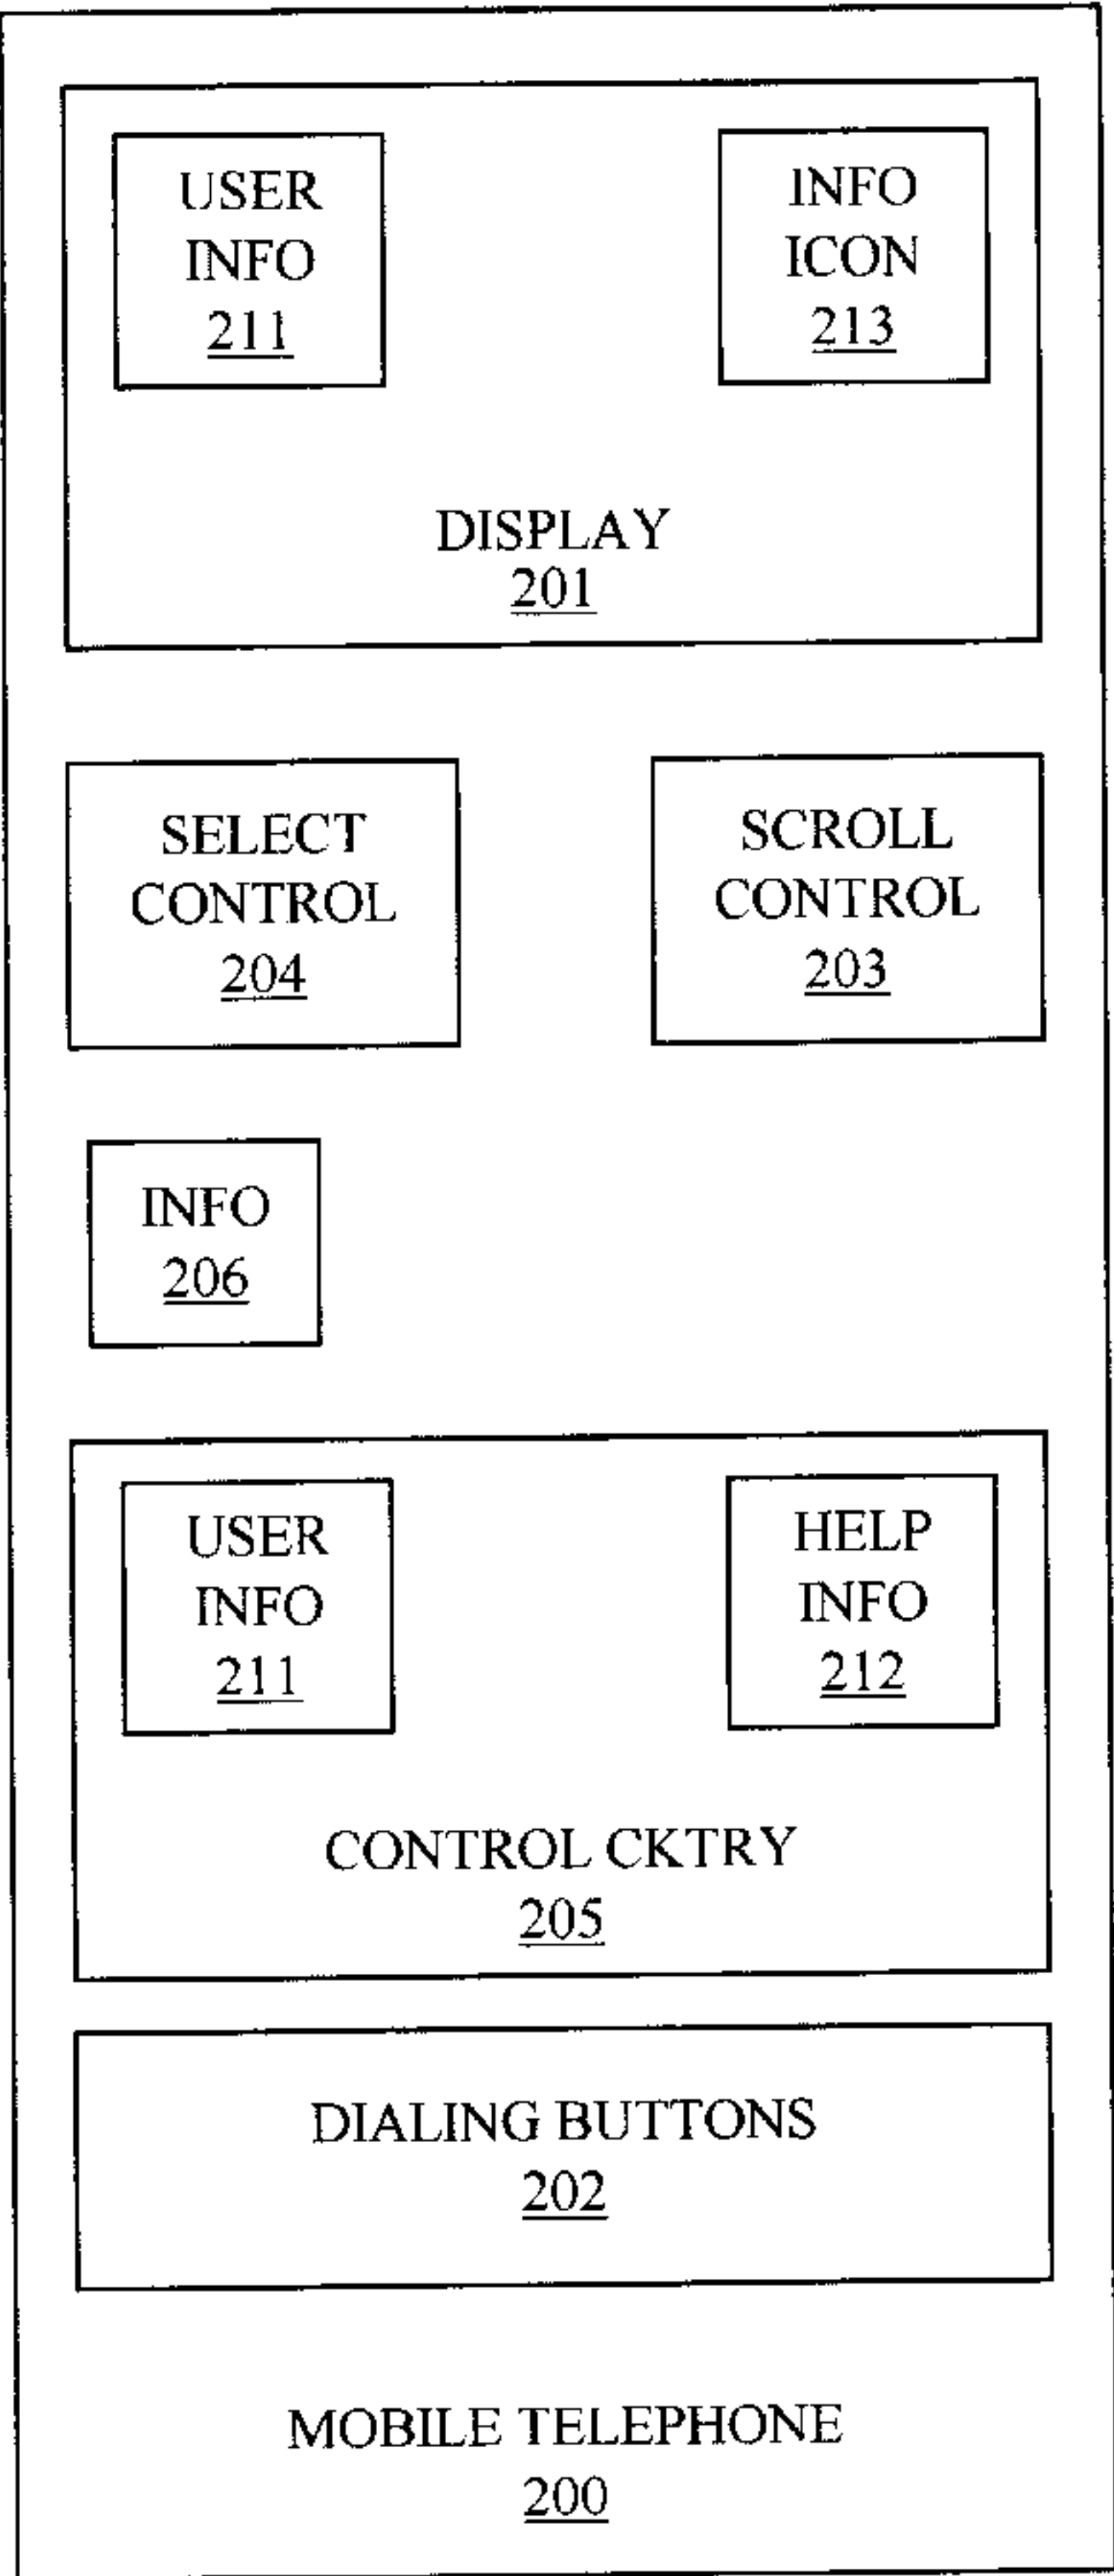 USER
INFO
211
INFO
ICON
213
DISPLAY
201
SELECT
CONTROL
204
SCROLL
CONTROL
203
INFO
206
USER
INFO
211
HELP
INFO
212
CONTROL CKTRY
205
DIALING BUTTONS
202
MOBILE TELEPHONE
200